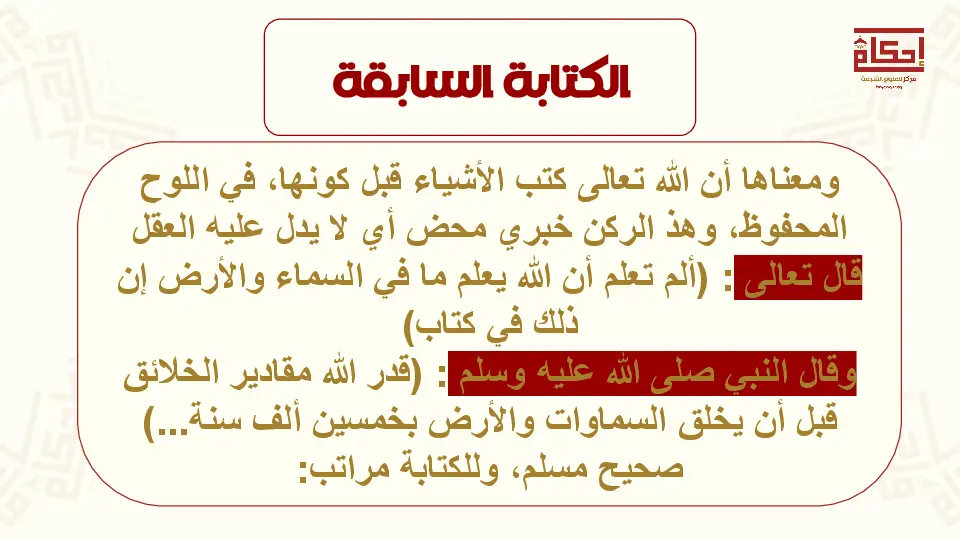 إحكام
مركز للعلوم الشرعية
الكتابة السابقة
ومعناها أن الله تعالى كتب الأشياء قبل كونها، في اللوح
المحفوظ، وهذ الركن خبري محض أي لا يدل عليه العقل
قال تعالى : (ألم تعلم أن الله يعلم ما في السماء والأرض إن
ذلك في كتاب)
وقال النبي صلى الله عليه وسلم : (قدر الله مقادير الخلائق
قبل أن يخلق السماوات والأرض بخمسين ألف سنة...)
صحيح مسلم، وللكتابة مراتب: